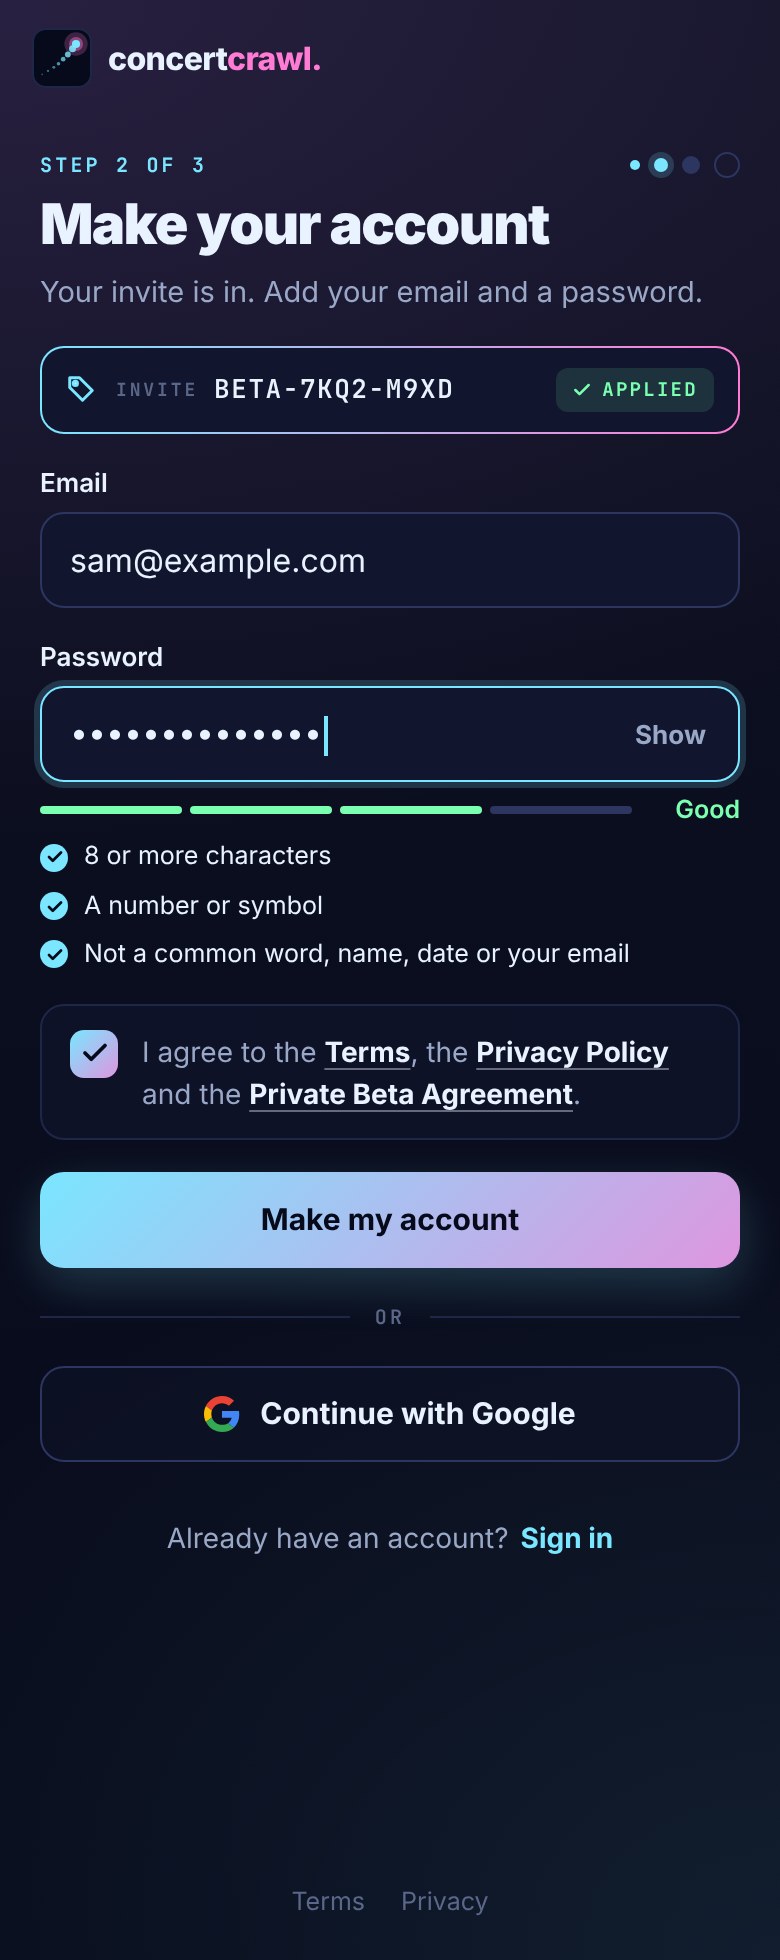 concertcrawl.
STEP 2 OF 3
Make your account
Your invite is in. Add your email and a password.
INVITE BETA-7KQ2-M9XD APPLIED
Email
sam@example.com
Password
•••••••••••••• Show
Good
8 or more characters
A number or symbol
Not a common word, name, date or your email
I agree to the Terms, the Privacy Policy
and the Private Beta Agreement.
Make my account
OR
Continue with Google
Already have an account? Sign in
Terms Privacy